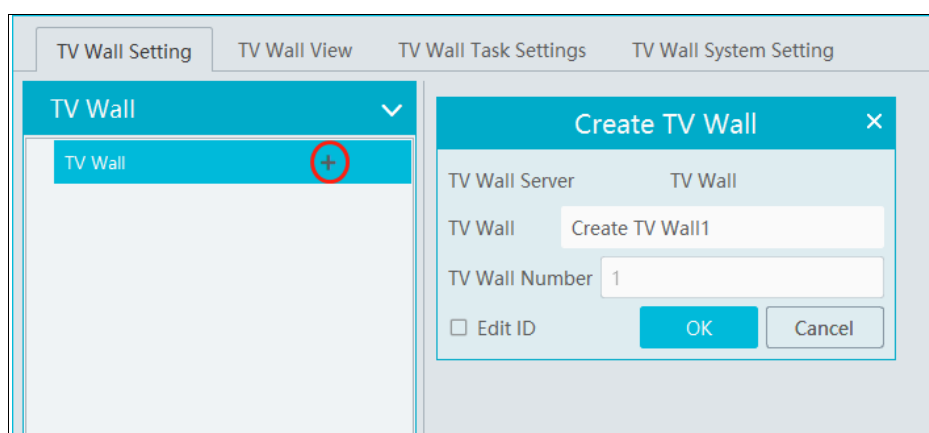 TV Wall Setting TV Wall View TV Wall Task Settings TV Wall System Setting
TV Wall
TV Wall +
Create TV Wall ×
TV Wall Server TV Wall
TV Wall Create TV Wall1
TV Wall Number 1
Edit ID OK Cancel